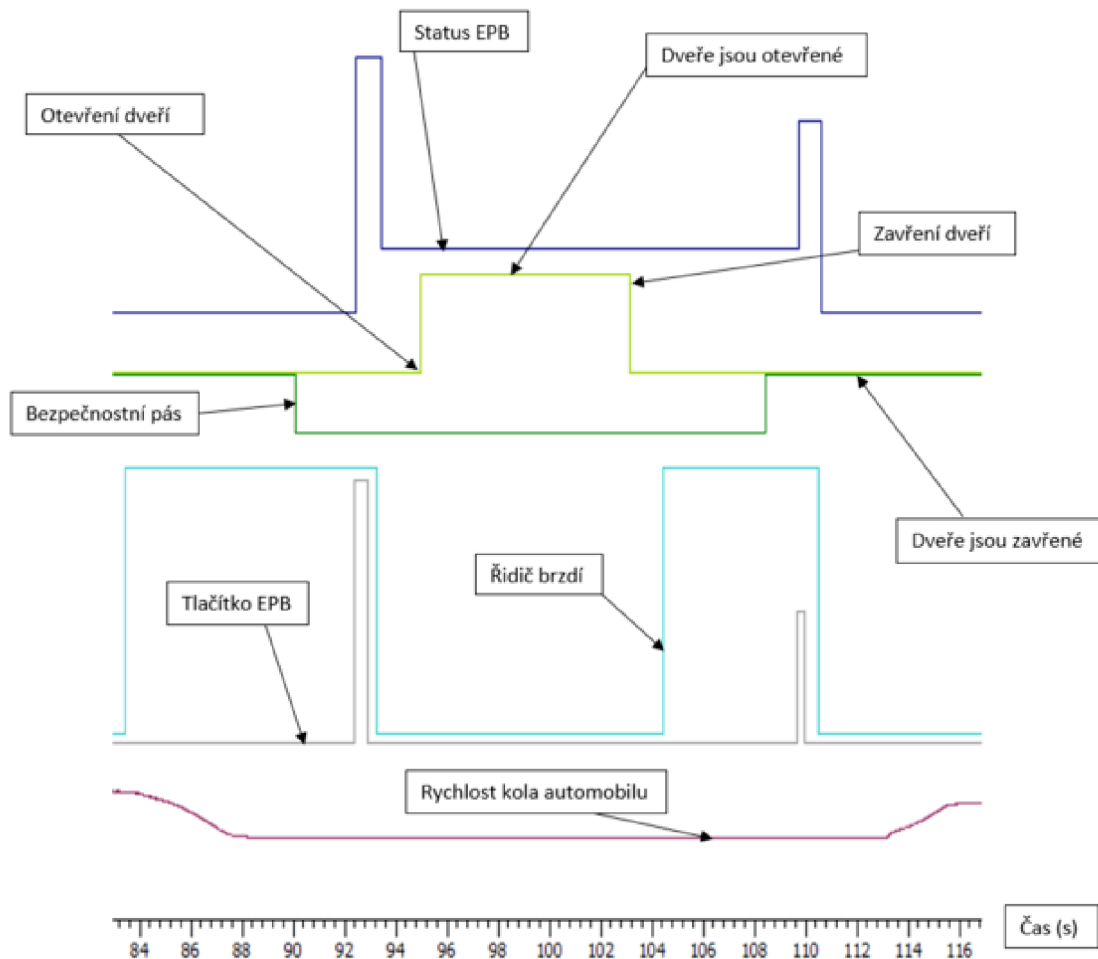 Status EPB
Dveře jsou otevřené
Otevření dveří
Zavření dveří
Bezpečnostní pás
Dveře jsou zavřené
Řidič brzdí
Tlačítko EPB
Rychlost kola automobilu
84 86 88 90 92 94 96 98 100 102 104 106 108 110 112 114 116
Čas (s)